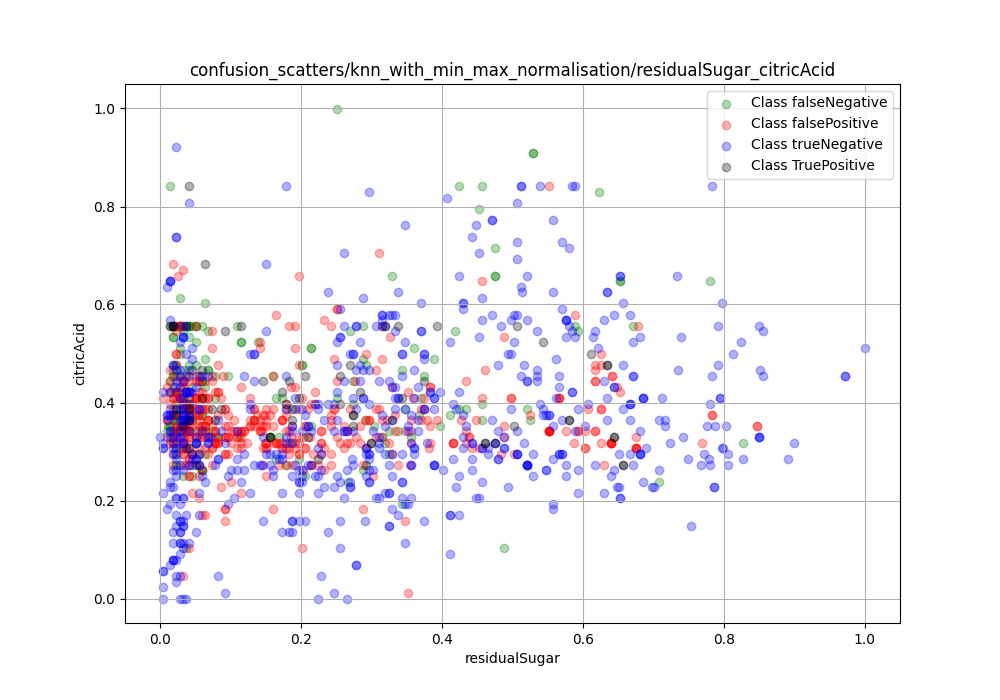 confusion_scatters/knn_with_min_max_normalisation/residualSugar_citricAcid
Class falseNegative
Class falsePositive
Class trueNegative
Class TruePositive
1.0
0.8
0.6
0.4
0.2
0.0
citricAcid
0.0 0.2 0.4 0.6 0.8 1.0
residualSugar